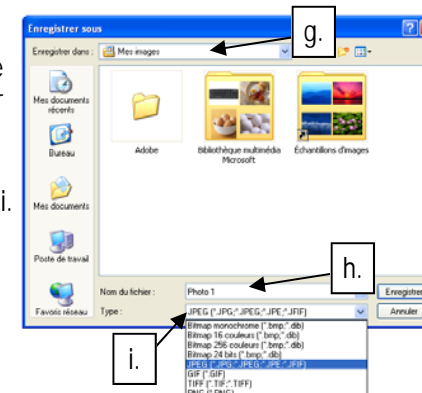 Enregistrer sous
g.
Enregistrer dans :
Mes images
e
Mes documents
récents
Adobe
Bibliothèque multimédia
Microsoft
Échantillons d'images
Bureau
i.
Mes documents
Poste de travail
h.
Favoris réseau
Nom du fichier :
Photo 1
Enregistrer
Type :
JPEG (*.JPG;*.JPEG;*.JPE;*.JFIF)
Annuler
i.
Bitmap monochrome (*.bmp;*.dib)
Bitmap 16 couleurs (*.bmp;*.dib)
Bitmap 256 couleurs (*.bmp;*.dib)
Bitmap 24 bits (*.bmp;*.dib)
JPEG (*.JPG;*.JPEG;*.JPE;*.JFIF)
GIF (*.GIF)
TIFF (*.TIF;*.TIFF)
PNG (*.PNG)